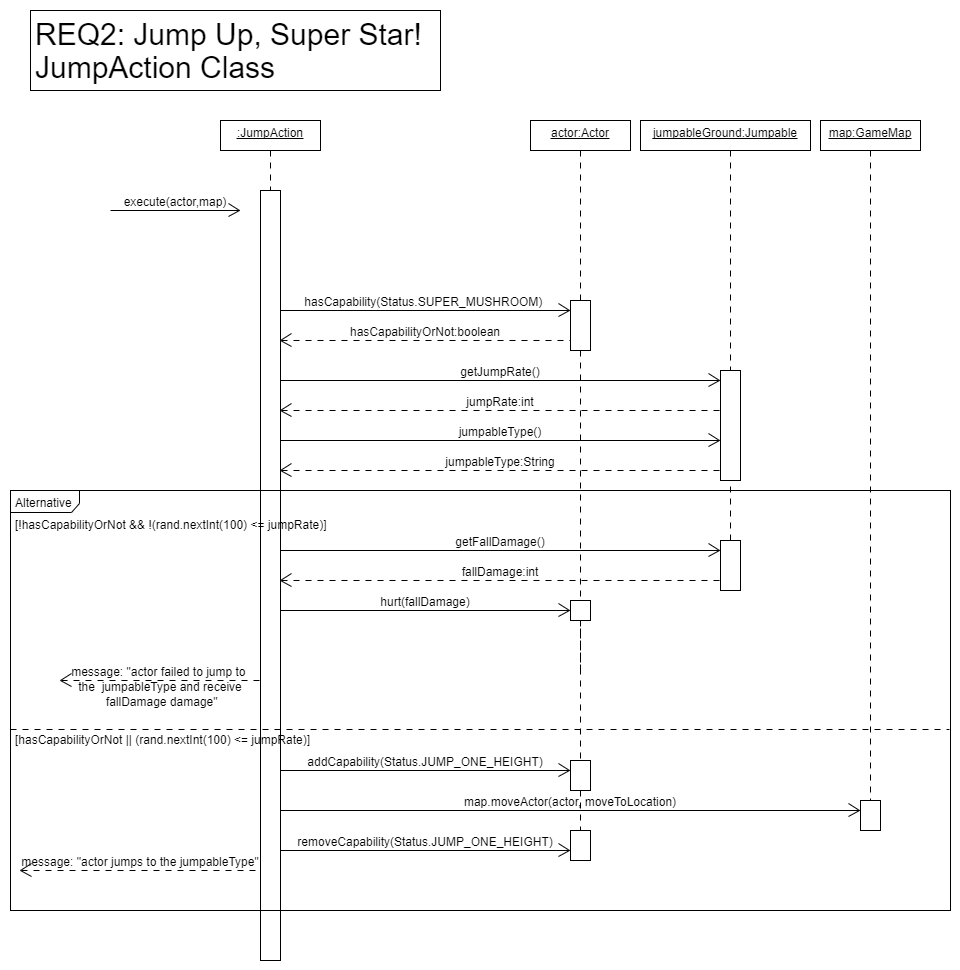 REQ2: Jump Up, Super Star!
JumpAction Class
:JumpAction
actor:Actor
jumpableGround:Jumpable
map:GameMap
execute(actor,map)
hasCapability(Status.SUPER_MUSHROOM)
hasCapabilityOrNot:boolean
getJumpRate()
jumpRate:int
jumpableType()
jumpableType:String
Alternative
[!hasCapabilityOrNot && !(rand.nextInt(100) <= jumpRate)]
getFallDamage()
fallDamage:int
hurt(fallDamage)
message: "actor failed to jump to
the jumpableType and receive
fallDamage damage"
[hasCapabilityOrNot || (rand.nextInt(100) <= jumpRate)]
addCapability(Status.JUMP_ONE_HEIGHT)
map.moveActor(actor, moveToLocation)
removeCapability(Status.JUMP_ONE_HEIGHT)
message: "actor jumps to the jumpableType"